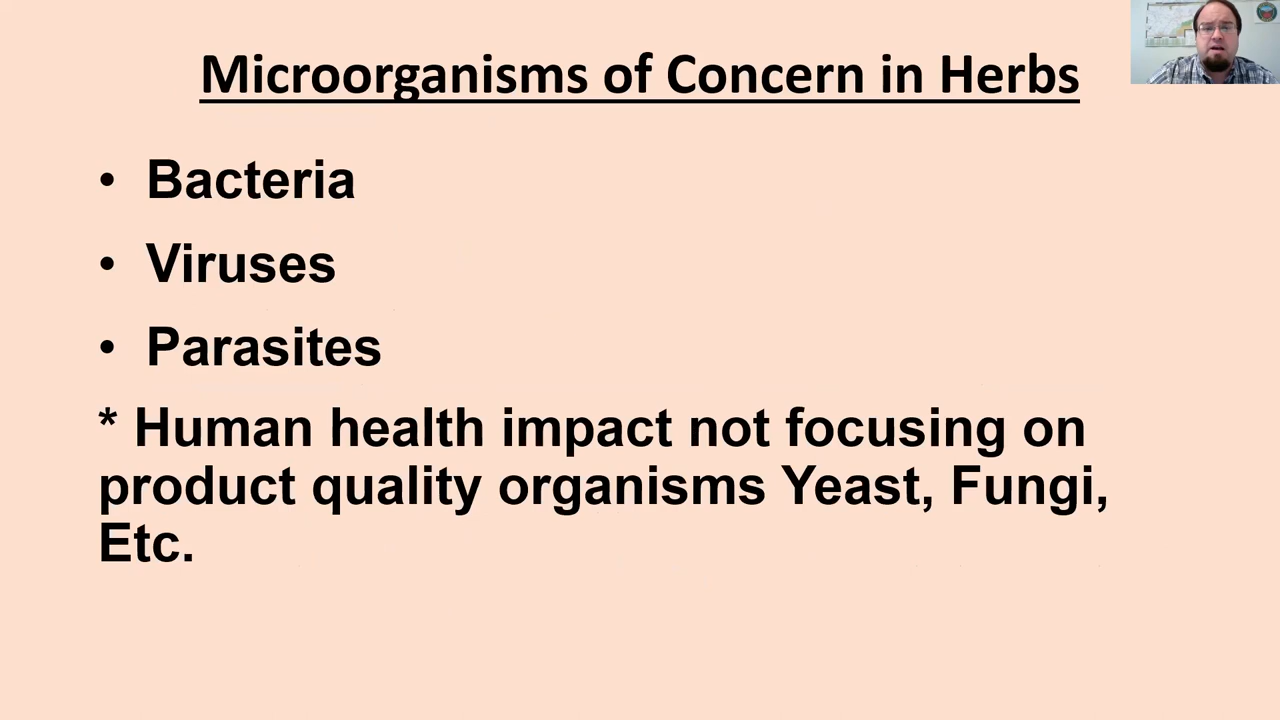 Microorganisms of Concern in Herbs
• Bacteria
• Viruses
• Parasites
* Human health impact not focusing on
product quality organisms Yeast, Fungi,
Etc.